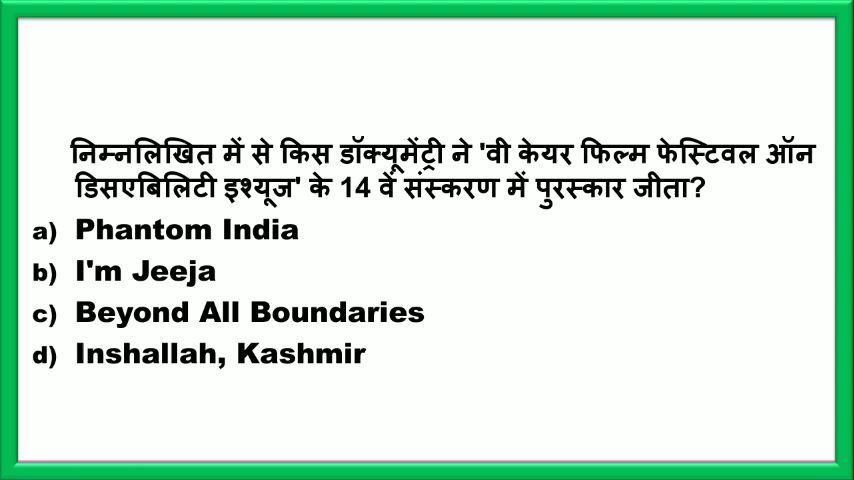 निम्नलिखित में से किस डॉक्यूमेंट्री ने 'वी केयर फिल्म फेस्टिवल ऑन
डिसएबिलिटी इश्यूज' के 14 वें संस्करण में पुरस्कार जीता?
a) Phantom India
b) I'm Jeeja
c) Beyond All Boundaries
d) Inshallah, Kashmir